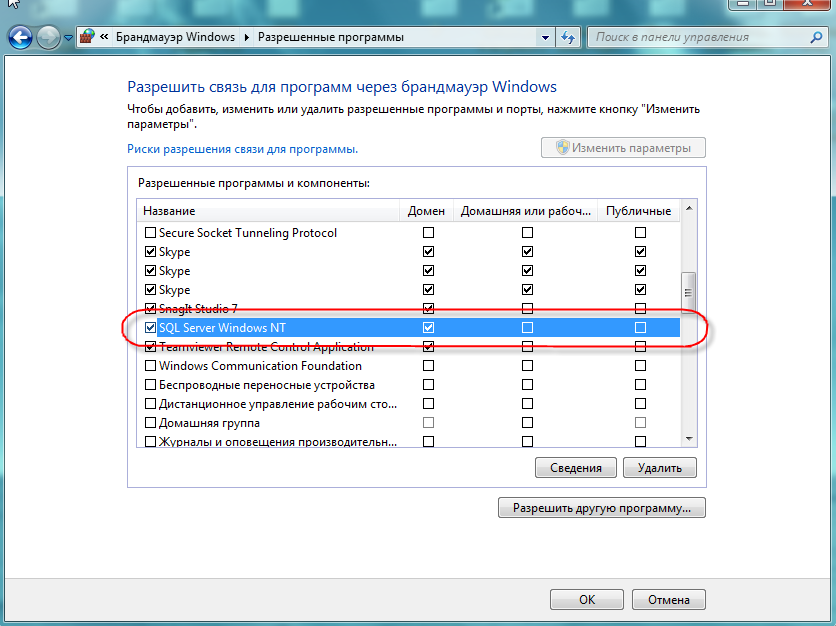 « Брандмауэр Windows ▸ Разрешенные программы
Поиск в панели управления
Разрешить связь для программ через брандмауэр Windows
Чтобы добавить, изменить или удалить разрешенные программы и порты, нажмите кнопку "Изменить
параметры".
Риски разрешения связи для программы.
Изменить параметры
Разрешенные программы и компоненты:
Название Домен Домашняя или рабоч... Публичные
Secure Socket Tunneling Protocol
Skype
Skype
Skype
SnagIt Studio 7
SQL Server Windows NT
Teamviewer Remote Control Application
Windows Communication Foundation
Беспроводные переносные устройства
Дистанционное управление рабочим сто...
Домашняя группа
Журналы и оповещения производительн...
Сведения Удалить
Разрешить другую программу...
OK Отмена